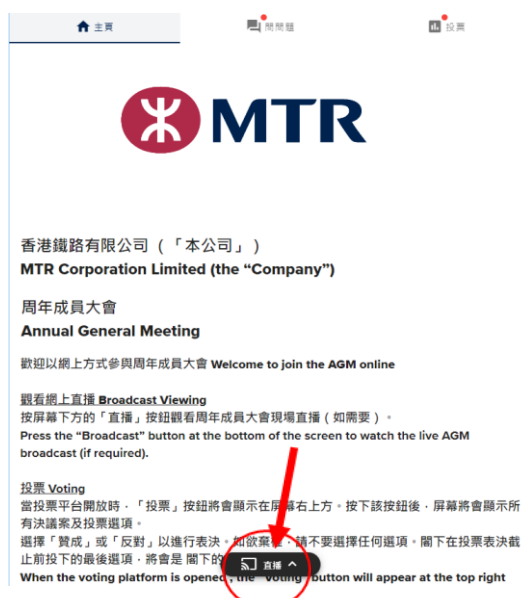 主頁 問問題 投票
MTR
香港鐵路有限公司 (「本公司」)
MTR Corporation Limited (the “Company”)
周年成員大會
Annual General Meeting
歡迎以網上方式參與周年成員大會 Welcome to join the AGM online
觀看網上直播 Broadcast Viewing
按屏幕下方的「直播」按鈕觀看周年成員大會現場直播 (如需要)。
Press the “Broadcast” button at the bottom of the screen to watch the live AGM
broadcast (if required).
投票 Voting
當投票平台開放時，「投票」按鈕將會顯示在屏幕右上方。按下該按鈕後，屏幕將會顯示所
有決議案及投票選項。
選擇「贊成」或「反對」以進行表決。如欲棄權，請不要選擇任何選項。閣下在投票表決截
止前投下的最後選項，將會是 閣下的
直播
When the voting platform is opened, the “Voting” button will appear at the top right